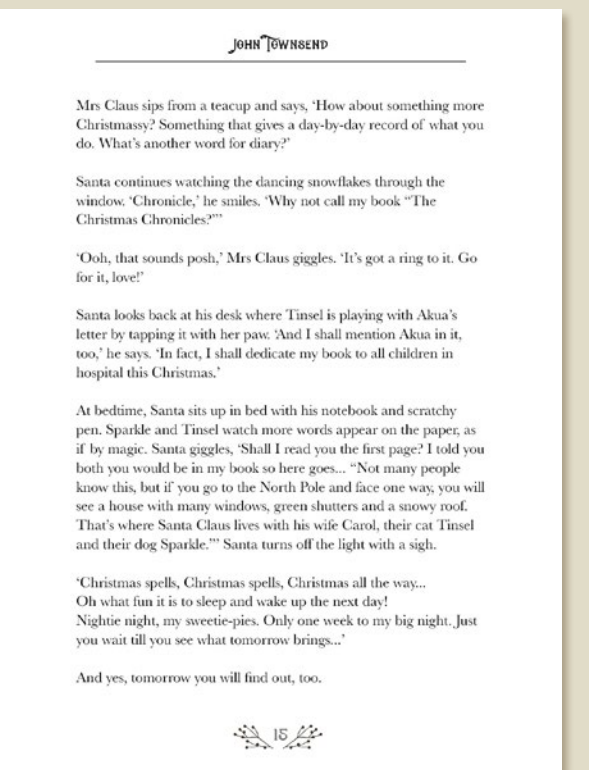 JOHN TOWNSEND
Mrs Claus sips from a teacup and says, ‘How about something more
Christmassy? Something that gives a day-by-day record of what you
do. What’s another word for diary?’
Santa continues watching the dancing snowflakes through the
window. ‘Chronicle,’ he smiles. ‘Why not call my book “The
Christmas Chronicles?”’
‘Ooh, that sounds posh,’ Mrs Claus giggles. ‘It’s got a ring to it. Go
for it, love!’
Santa looks back at his desk where Tinsel is playing with Akua’s
letter by tapping it with her paw. ‘And I shall mention Akua in it,
too,’ he says. ‘In fact, I shall dedicate my book to all children in
hospital this Christmas.’
At bedtime, Santa sits up in bed with his notebook and scratchy
pen. Sparkle and Tinsel watch more words appear on the paper, as
if by magic. Santa giggles, ‘Shall I read you the first page? I told you
both you would be in my book so here goes... “Not many people
know this, but if you go to the North Pole and face one way, you will
see a house with many windows, green shutters and a snowy roof.
That’s where Santa Claus lives with his wife Carol, their cat Tinsel
and their dog Sparkle.”’ Santa turns off the light with a sigh.
‘Christmas spells, Christmas spells, Christmas all the way...
Oh what fun it is to sleep and wake up the next day!
Nightie night, my sweetie-pies. Only one week to my big night. Just
you wait till you see what tomorrow brings...’
And yes, tomorrow you will find out, too.
15